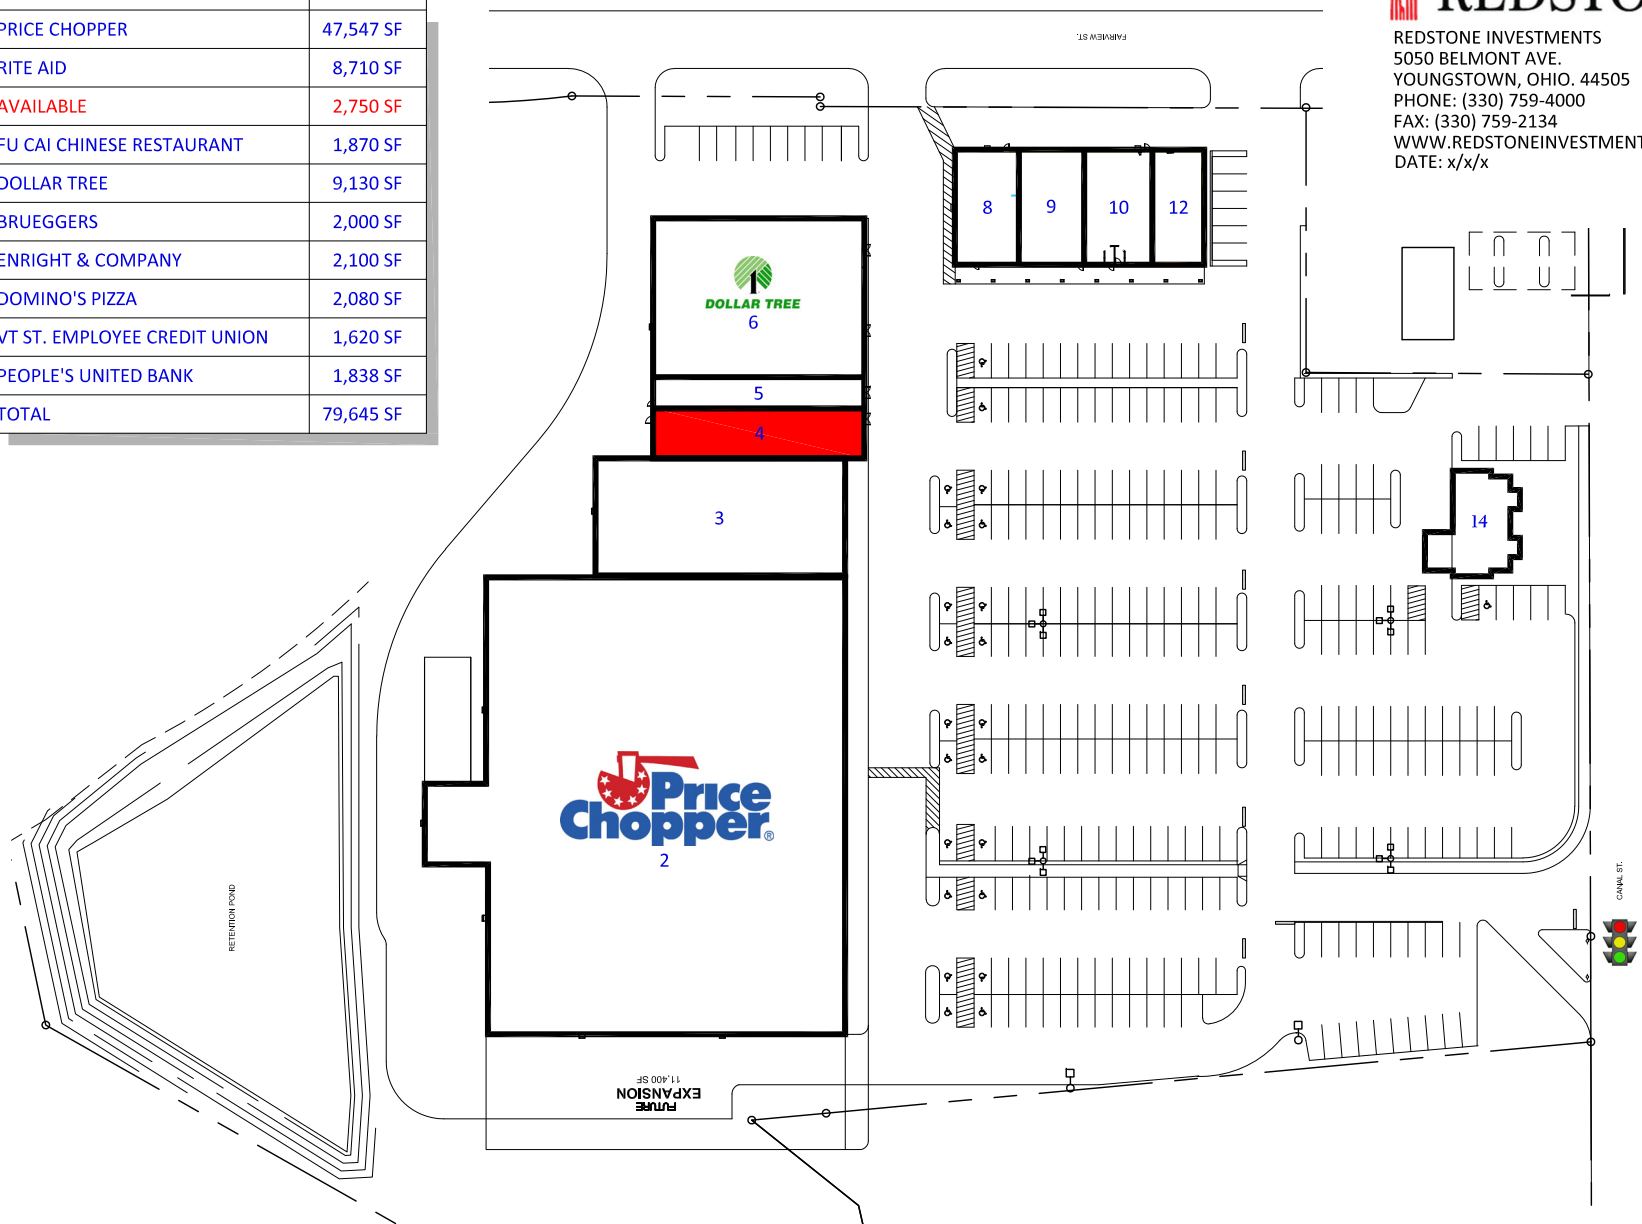 PRICE CHOPPER 47,547 SF
RITE AID 8,710 SF
AVAILABLE 2,750 SF
FU CAI CHINESE RESTAURANT 1,870 SF
DOLLAR TREE 9,130 SF
BRUEGGERS 2,000 SF
ENRIGHT & COMPANY 2,100 SF
DOMINO'S PIZZA 2,080 SF
VT ST. EMPLOYEE CREDIT UNION 1,620 SF
PEOPLE'S UNITED BANK 1,838 SF
TOTAL 79,645 SF
REDSTO
REDSTONE INVESTMENTS
5050 BELMONT AVE.
YOUNGSTOWN, OHIO. 44505
PHONE: (330) 759-4000
FAX: (330) 759-2134
WWW.REDSTONEINVESTMENT
DATE: x/x/x
FAIRVIEW ST.
8
9
10
12
DOLLAR TREE
6
5
4
3
14
Price
Chopper®
2
RETENTION POND
CANAL ST.
FUTURE
EXPANSION
11,400 SF